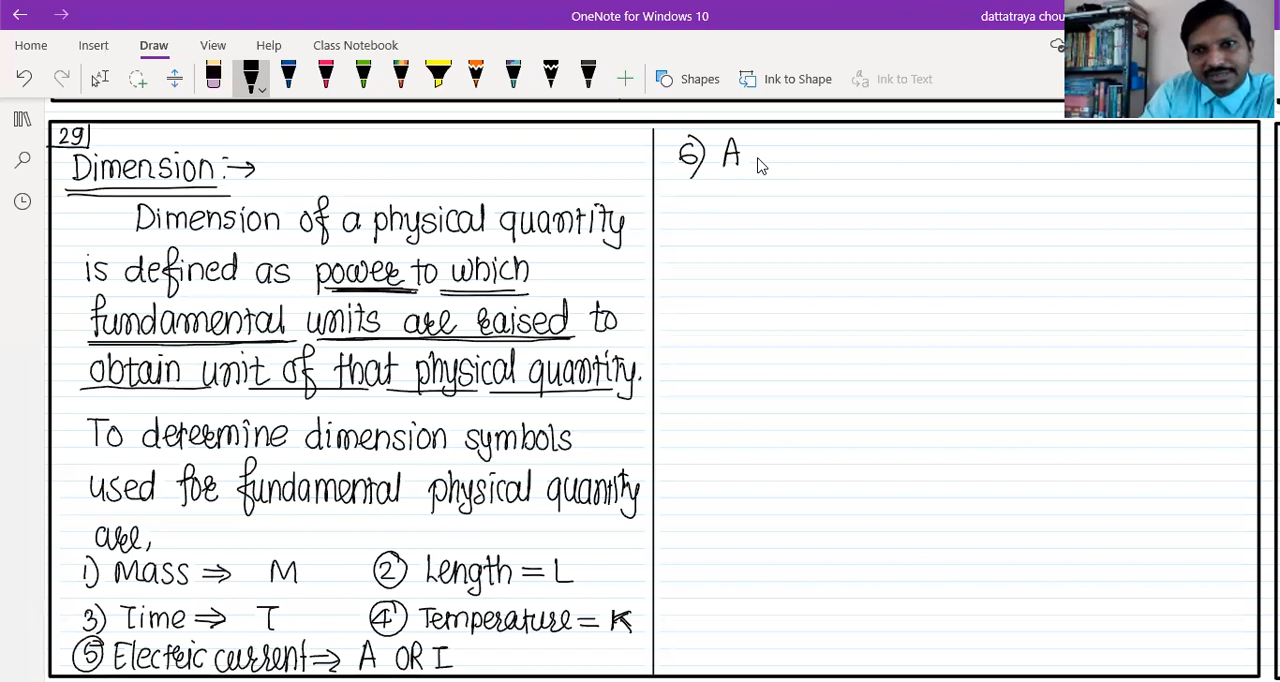 OneNote for Windows 10
dattatraya chou
Home Insert Draw View Help Class Notebook
Shapes Ink to Shape Ink to Text
29
Dimension :→
Dimension of a physical quantity
is defined as power to which
fundamental units are raised to
obtain unit of that physical quantity.
To determine dimension symbols
used for fundamental physical quantity
are,
1) Mass ⇒ M ② Length = L
3) Time ⇒ T ④ Temperature = K
⑤ Electric current ⇒ A OR I
6) A